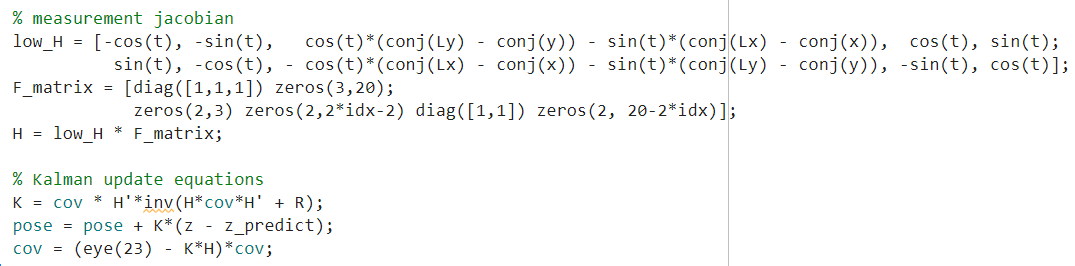 % measurement jacobian
low_H = [-cos(t), -sin(t),   cos(t)*(conj(Ly) - conj(y)) - sin(t)*(conj(Lx) - conj(x)),  cos(t), sin(t);
          sin(t), -cos(t), - cos(t)*(conj(Lx) - conj(x)) - sin(t)*(conj(Ly) - conj(y)), -sin(t), cos(t)];
F_matrix = [diag([1,1,1]) zeros(3,20);
            zeros(2,3) zeros(2,2*idx-2) diag([1,1]) zeros(2, 20-2*idx)];
H = low_H * F_matrix;

% Kalman update equations
K = cov * H'*inv(H*cov*H' + R);
pose = pose + K*(z - z_predict);
cov = (eye(23) - K*H)*cov;